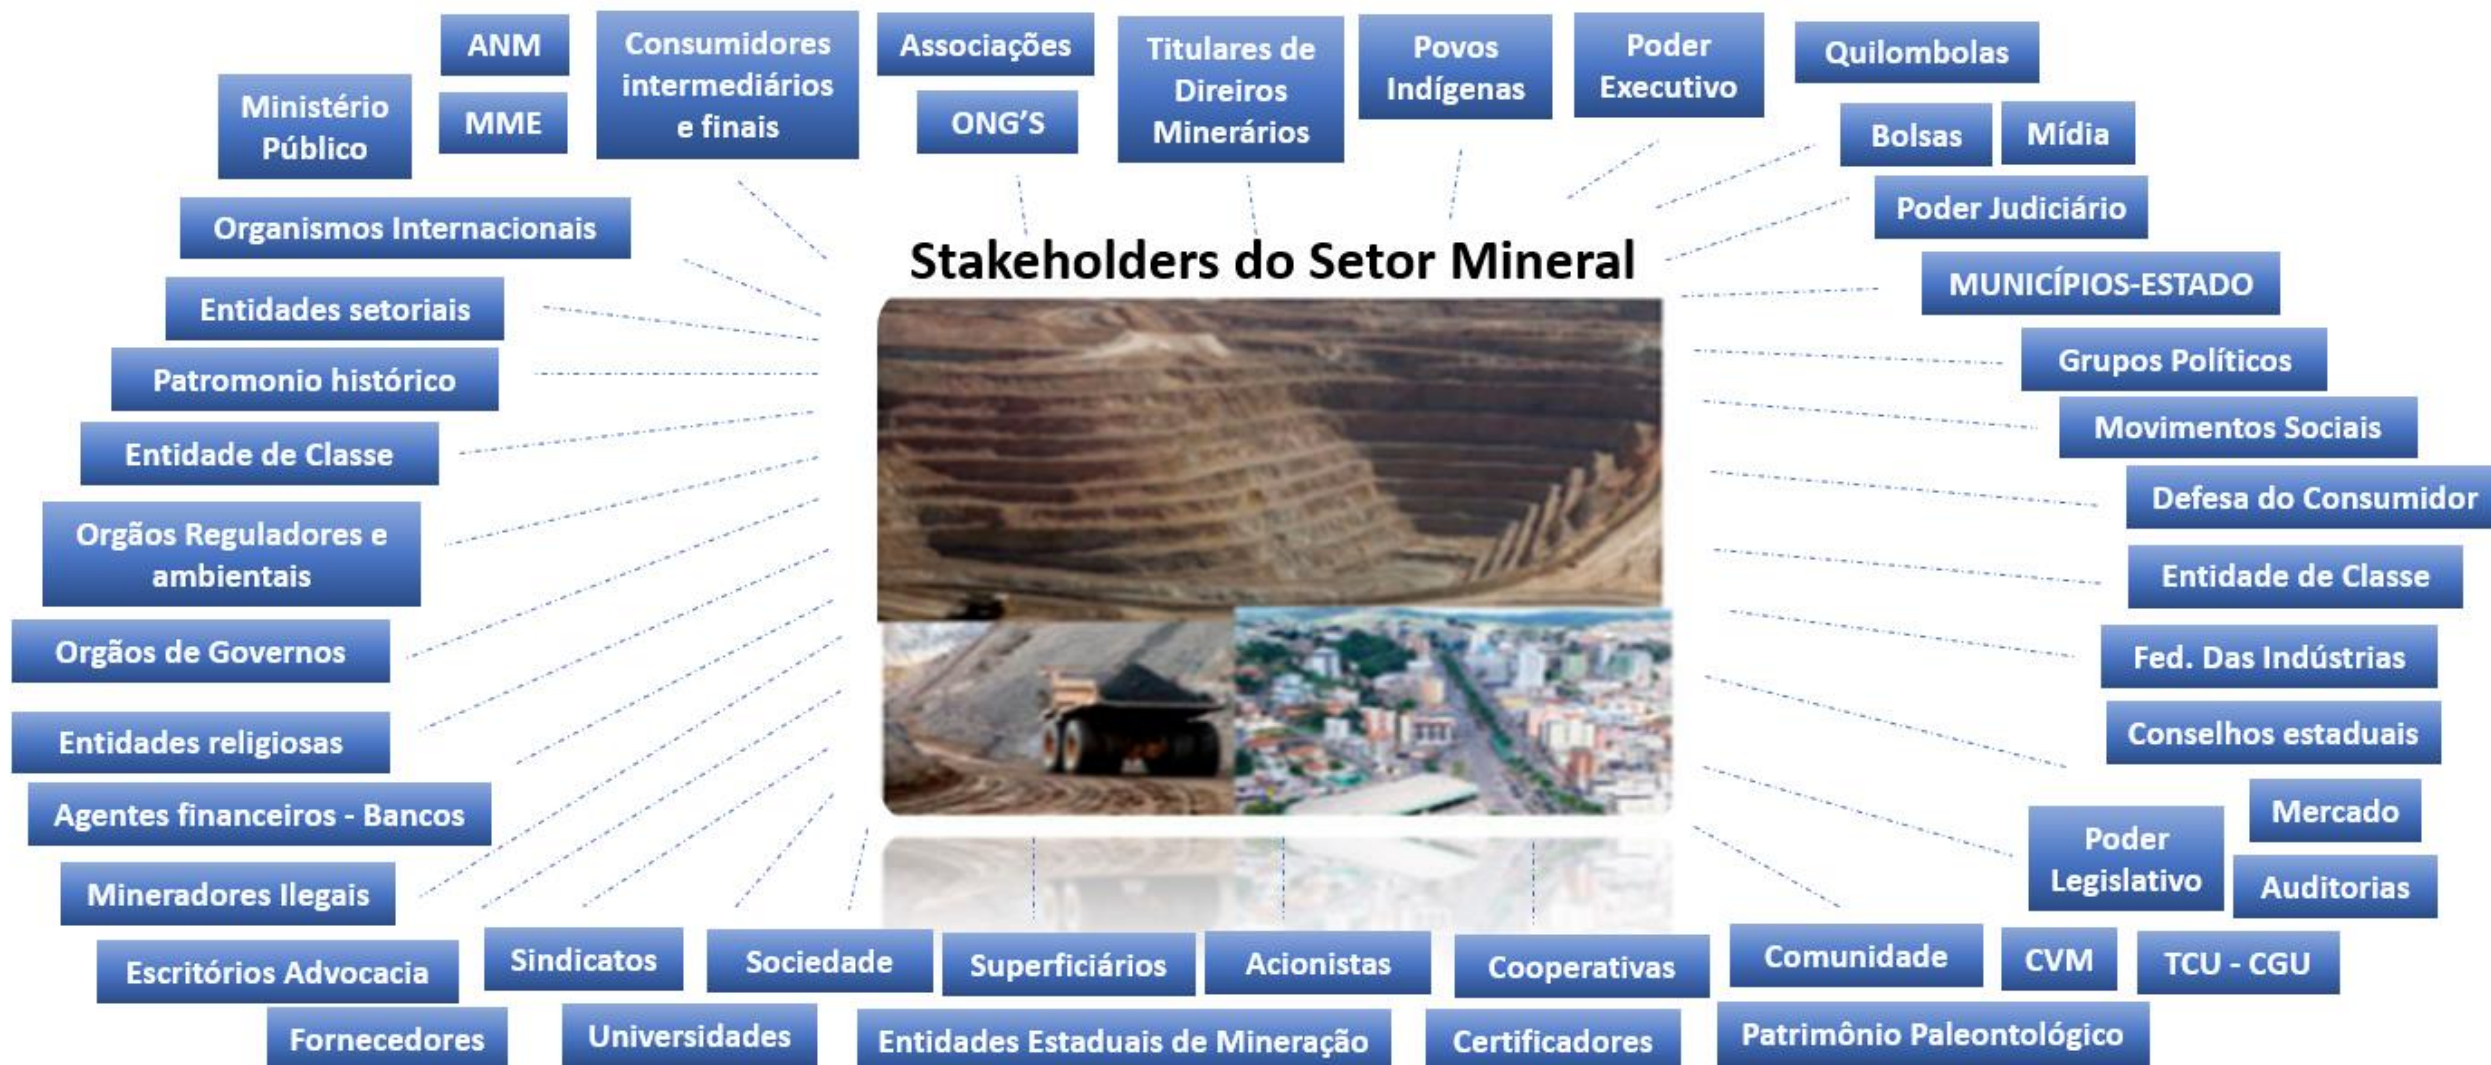 ANM
Consumidores
intermediários
e finais
Associações
Titulares de
Direiros
Minerários
Povos
Indígenas
Poder
Executivo
Quilombolas
Ministério
Público
MME
ONG'S
Bolsas
Mídia
Organismos Internacionais
Poder Judiciário
Stakeholders do Setor Mineral
Entidades setoriais
MUNICÍPIOS-ESTADO
Patromonio histórico
Grupos Políticos
Entidade de Classe
Movimentos Sociais
Orgãos Reguladores e
ambientais
Defesa do Consumidor
Entidade de Classe
Orgãos de Governos
Fed. Das Indústrias
Entidades religiosas
Conselhos estaduais
Agentes financeiros - Bancos
Mercado
Poder
Legislativo
Mineradores Ilegais
Auditorias
Escritórios Advocacia
Sindicatos
Sociedade
Superficiários
Acionistas
Cooperativas
Comunidade
CVM
TCU - CGU
Fornecedores
Universidades
Entidades Estaduais de Mineração
Certificadores
Patrimônio Paleontológico